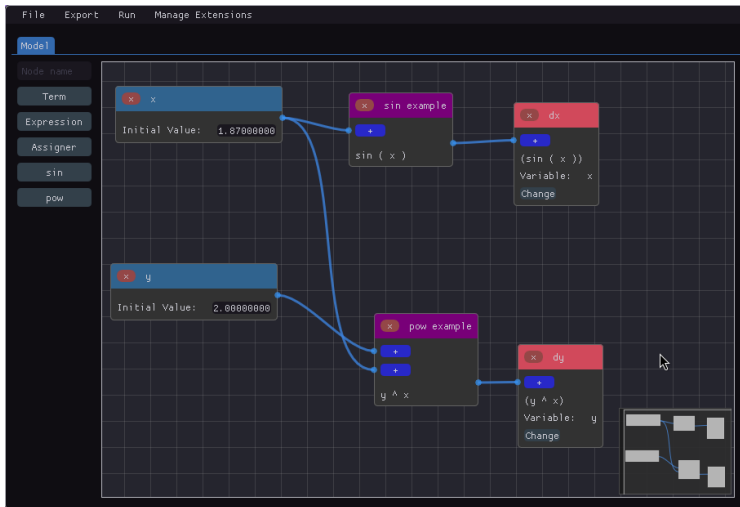 File Export Run Manage Extensions
Model
Node name
Term
Expression
Assigner
sin
pow
x x
Initial Value: 1.87000000
x sin example
+
sin ( x )
x dx
+
(sin ( x ))
Variable: x
Change
x y
Initial Value: 2.00000000
x pow example
+
+
y ^ x
x dy
+
(y ^ x)
Variable: y
Change